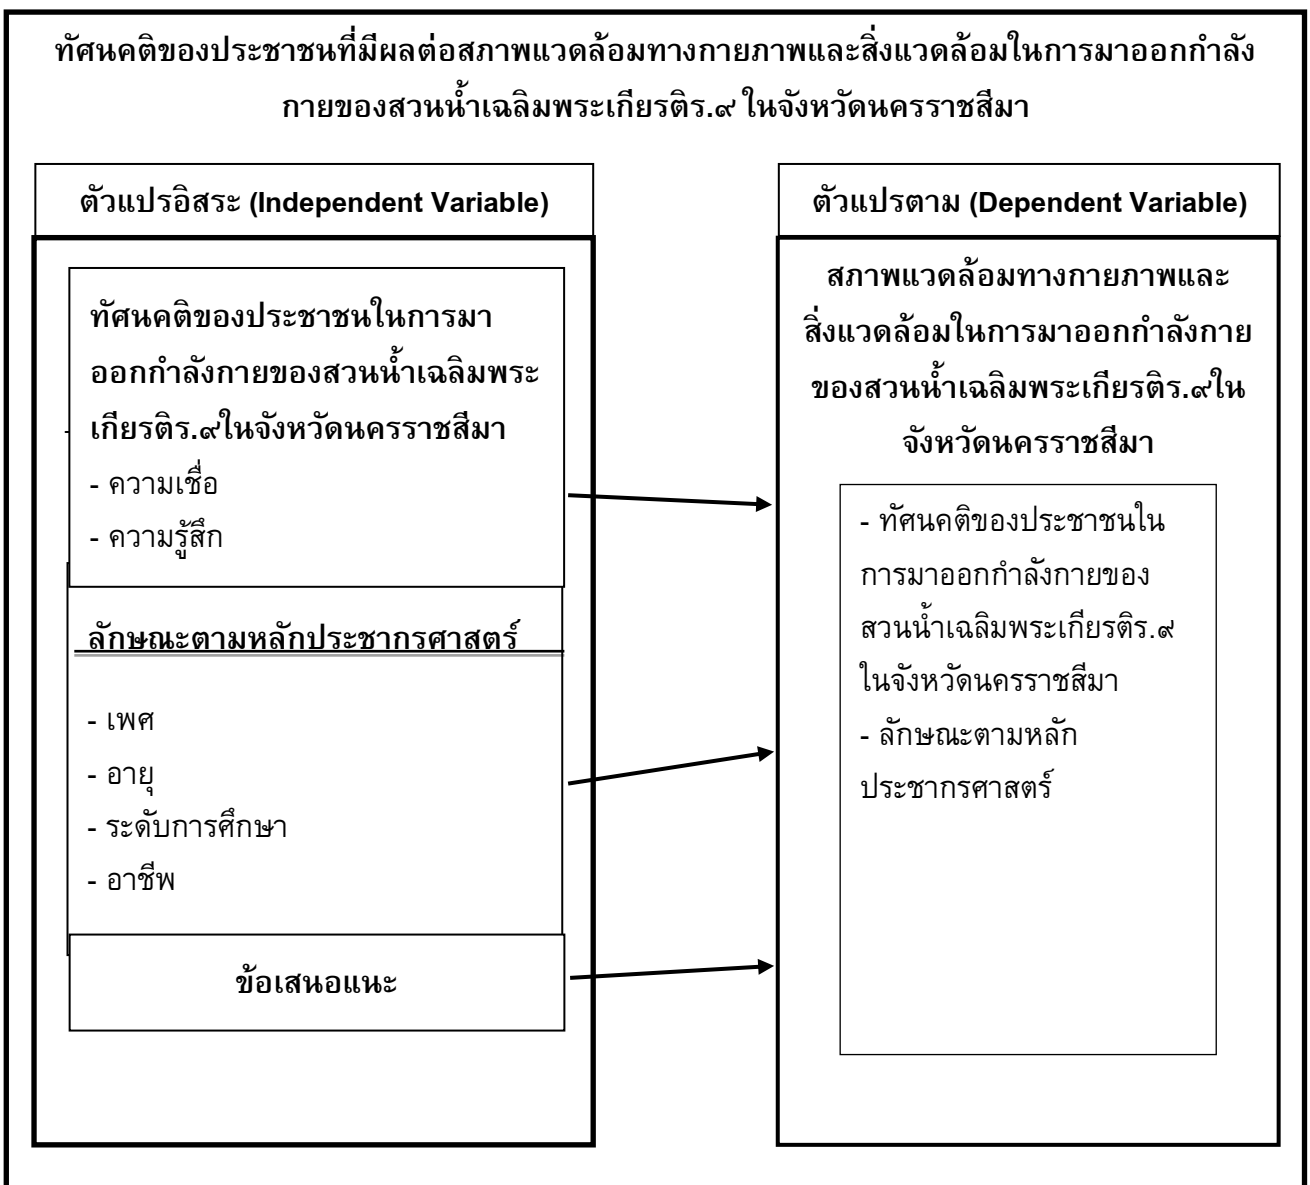 ทัศนคติของประชาชนที่มีผลต่อสภาพแวดล้อมทางกายภาพและสิ่งแวดล้อมในการมาออกกำลัง
กายของสวนน้ำเฉลิมพระเกียรติร.๙ ในจังหวัดนครราชสีมา
ตัวแปรอิสระ (Independent Variable)
ทัศนคติของประชาชนในการมา
ออกกำลังกายของสวนน้ำเฉลิมพระ
เกียรติร.๙ในจังหวัดนครราชสีมา
- ความเชื่อ
- ความรู้สึก
ลักษณะตามหลักประชากรศาสตร์
- เพศ
- อายุ
- ระดับการศึกษา
- อาชีพ
ข้อเสนอแนะ
ตัวแปรตาม (Dependent Variable)
สภาพแวดล้อมทางกายภาพและ
สิ่งแวดล้อมในการมาออกกำลังกาย
ของสวนน้ำเฉลิมพระเกียรติร.๙ใน
จังหวัดนครราชสีมา
- ทัศนคติของประชาชนใน
การมาออกกำลังกายของ
สวนน้ำเฉลิมพระเกียรติร.๙
ในจังหวัดนครราชสีมา
- ลักษณะตามหลัก
ประชากรศาสตร์